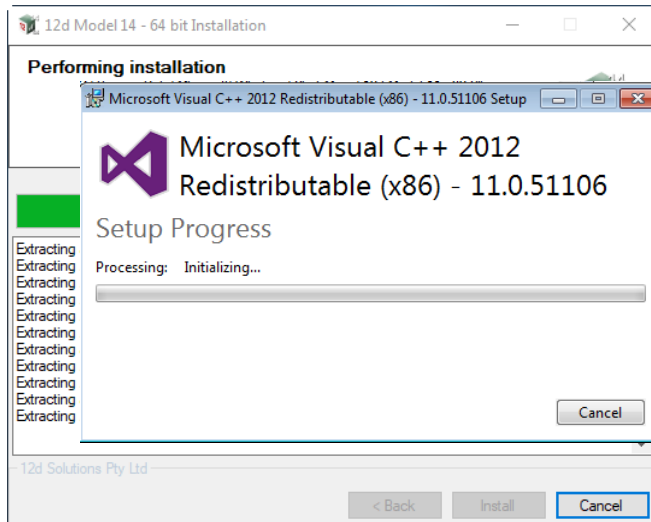 12d Model 14 - 64 bit Installation
Performing installation
Microsoft Visual C++ 2012 Redistributable (x86) - 11.0.51106 Setup
Microsoft Visual C++ 2012
Redistributable (x86) - 11.0.51106
Setup Progress
Processing: Initializing...
Extracting
Extracting
Extracting
Extracting
Extracting
Extracting
Extracting
Extracting
Extracting
Extracting
Extracting
Cancel
12d Solutions Pty Ltd
< Back Install Cancel